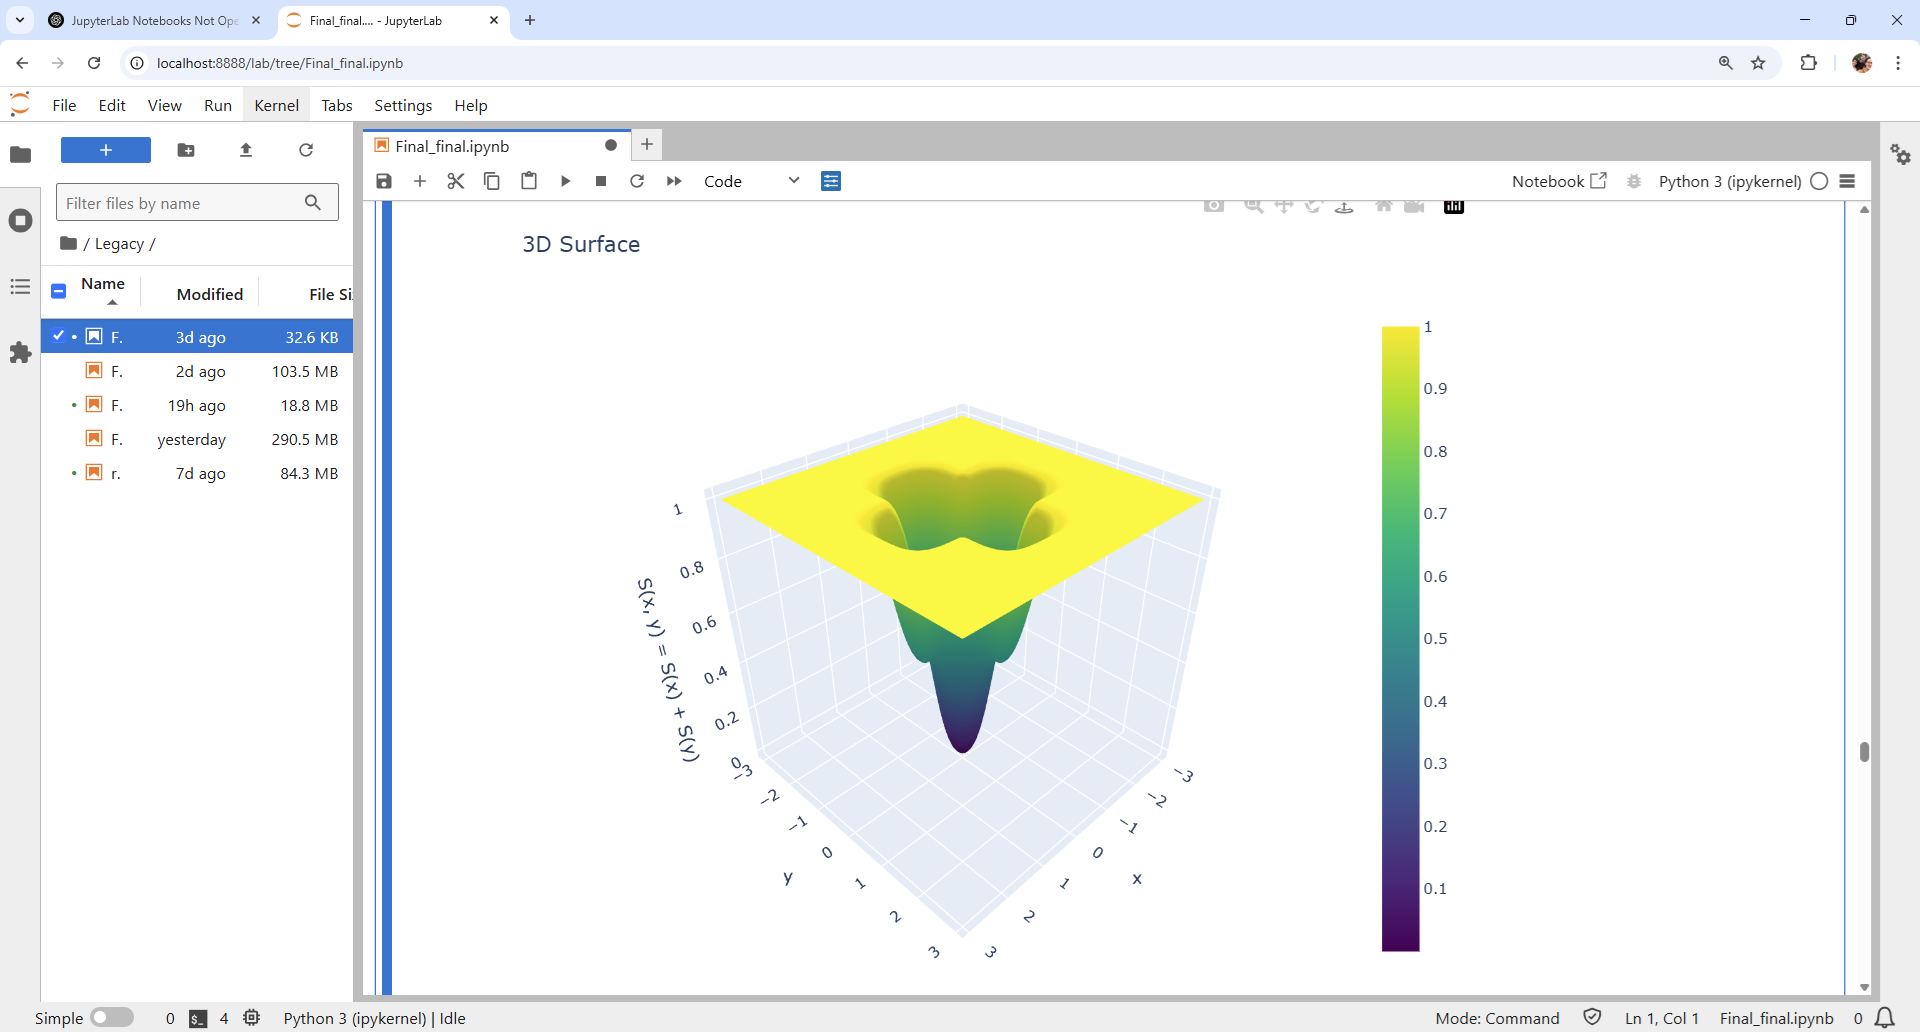 JupyterLab Notebooks Not Ope
Final_final.... - JupyterLab
localhost:8888/lab/tree/Final_final.ipynb
File Edit View Run Kernel Tabs Settings Help
Final_final.ipynb
Code
Notebook
Python 3 (ipykernel)
Filter files by name
/ Legacy /
Name Modified File Si
F. 3d ago 32.6 KB
F. 2d ago 103.5 MB
F. 19h ago 18.8 MB
F. yesterday 290.5 MB
r. 7d ago 84.3 MB
3D Surface
1
0.9
0.8
0.7
0.6
0.5
0.4
0.3
0.2
0.1
1
0.8
0.6
0.4
0.2
0
S(x, y) = S(x) + S(y)
−3
−2
−1
0
1
2
3
y
−3
−2
−1
0
1
2
3
x
Simple 0 $_ 4 Python 3 (ipykernel) | Idle Mode: Command Ln 1, Col 1 Final_final.ipynb 0